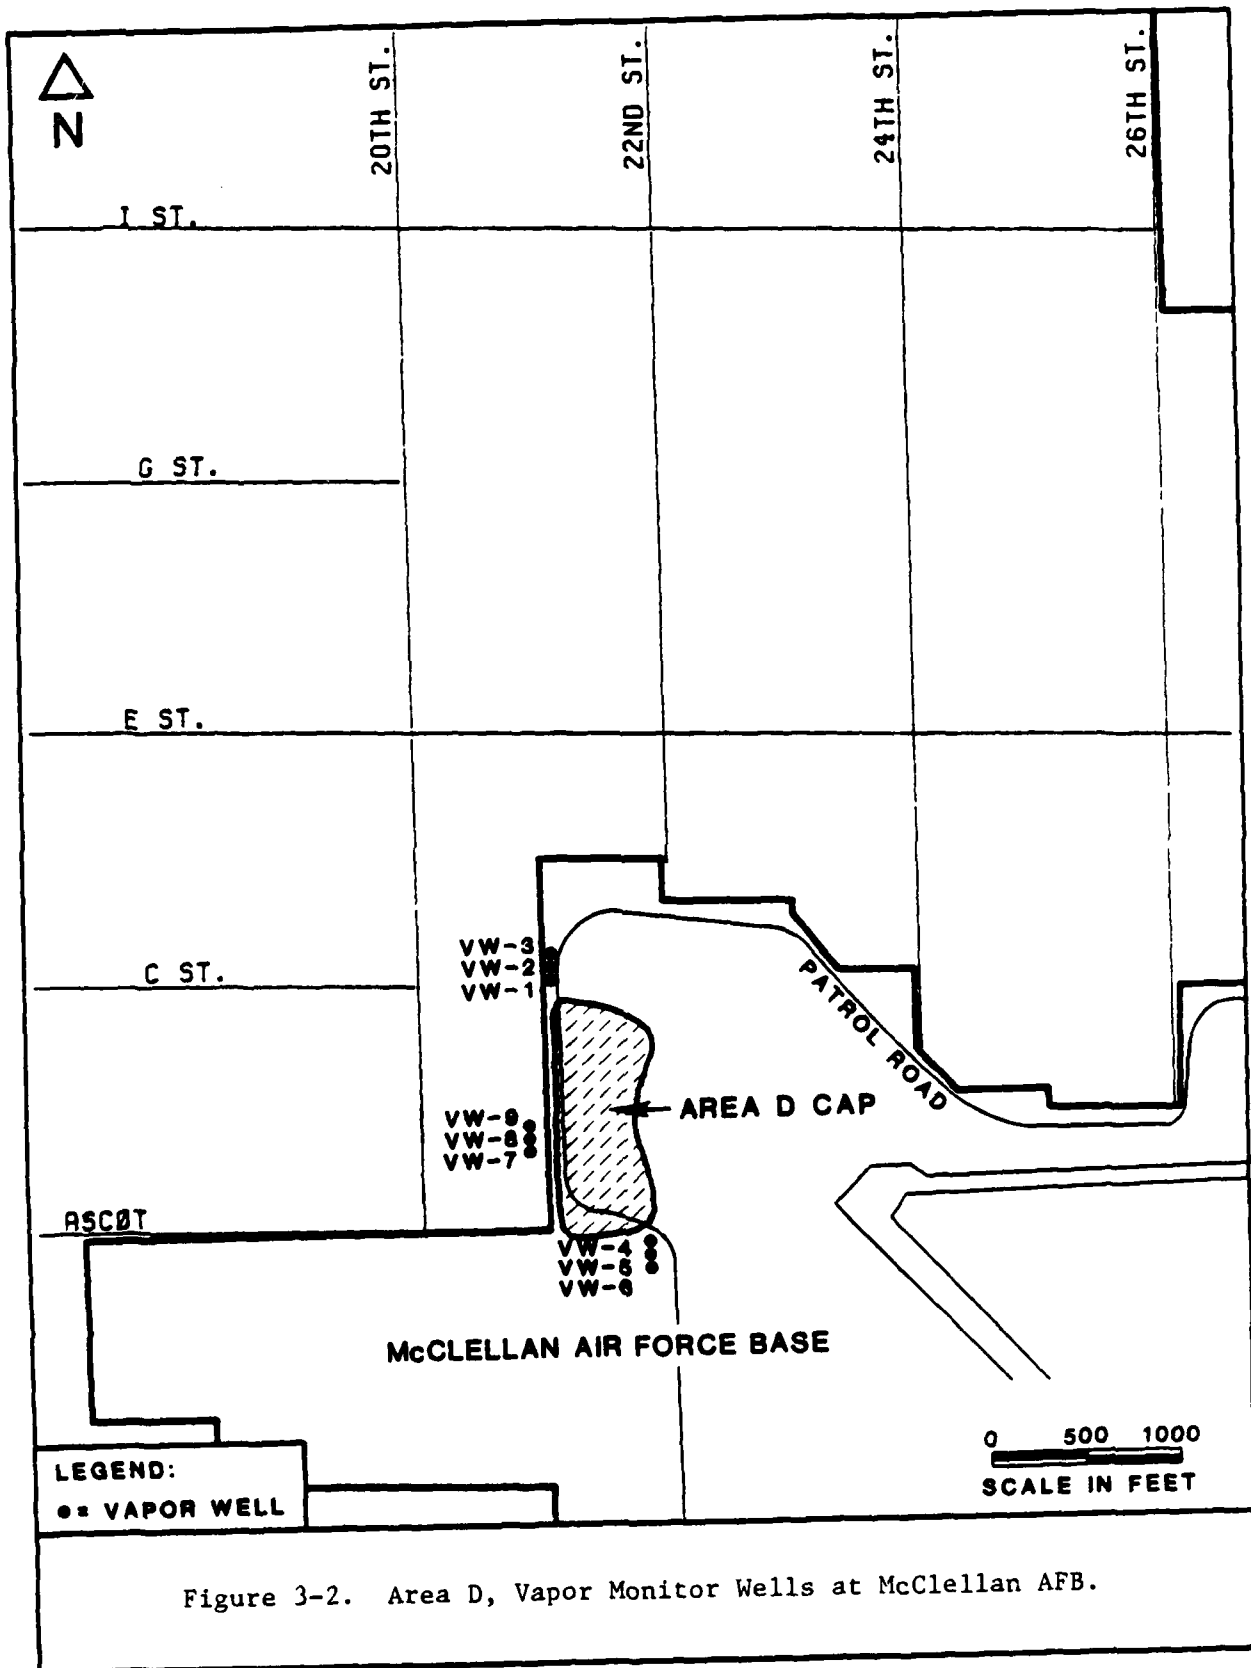 N
20TH ST.
22ND ST.
24TH ST.
26TH ST.
I ST.
G ST.
E ST.
C ST.
VW-3
VW-2
VW-1
PATROL ROAD
AREA D CAP
VW-9
VW-8
VW-7
ASCØT
VW-4
VW-5
VW-6
McCLELLAN AIR FORCE BASE
0 500 1000
SCALE IN FEET
LEGEND:
●= VAPOR WELL
Figure 3-2. Area D, Vapor Monitor Wells at McClellan AFB.